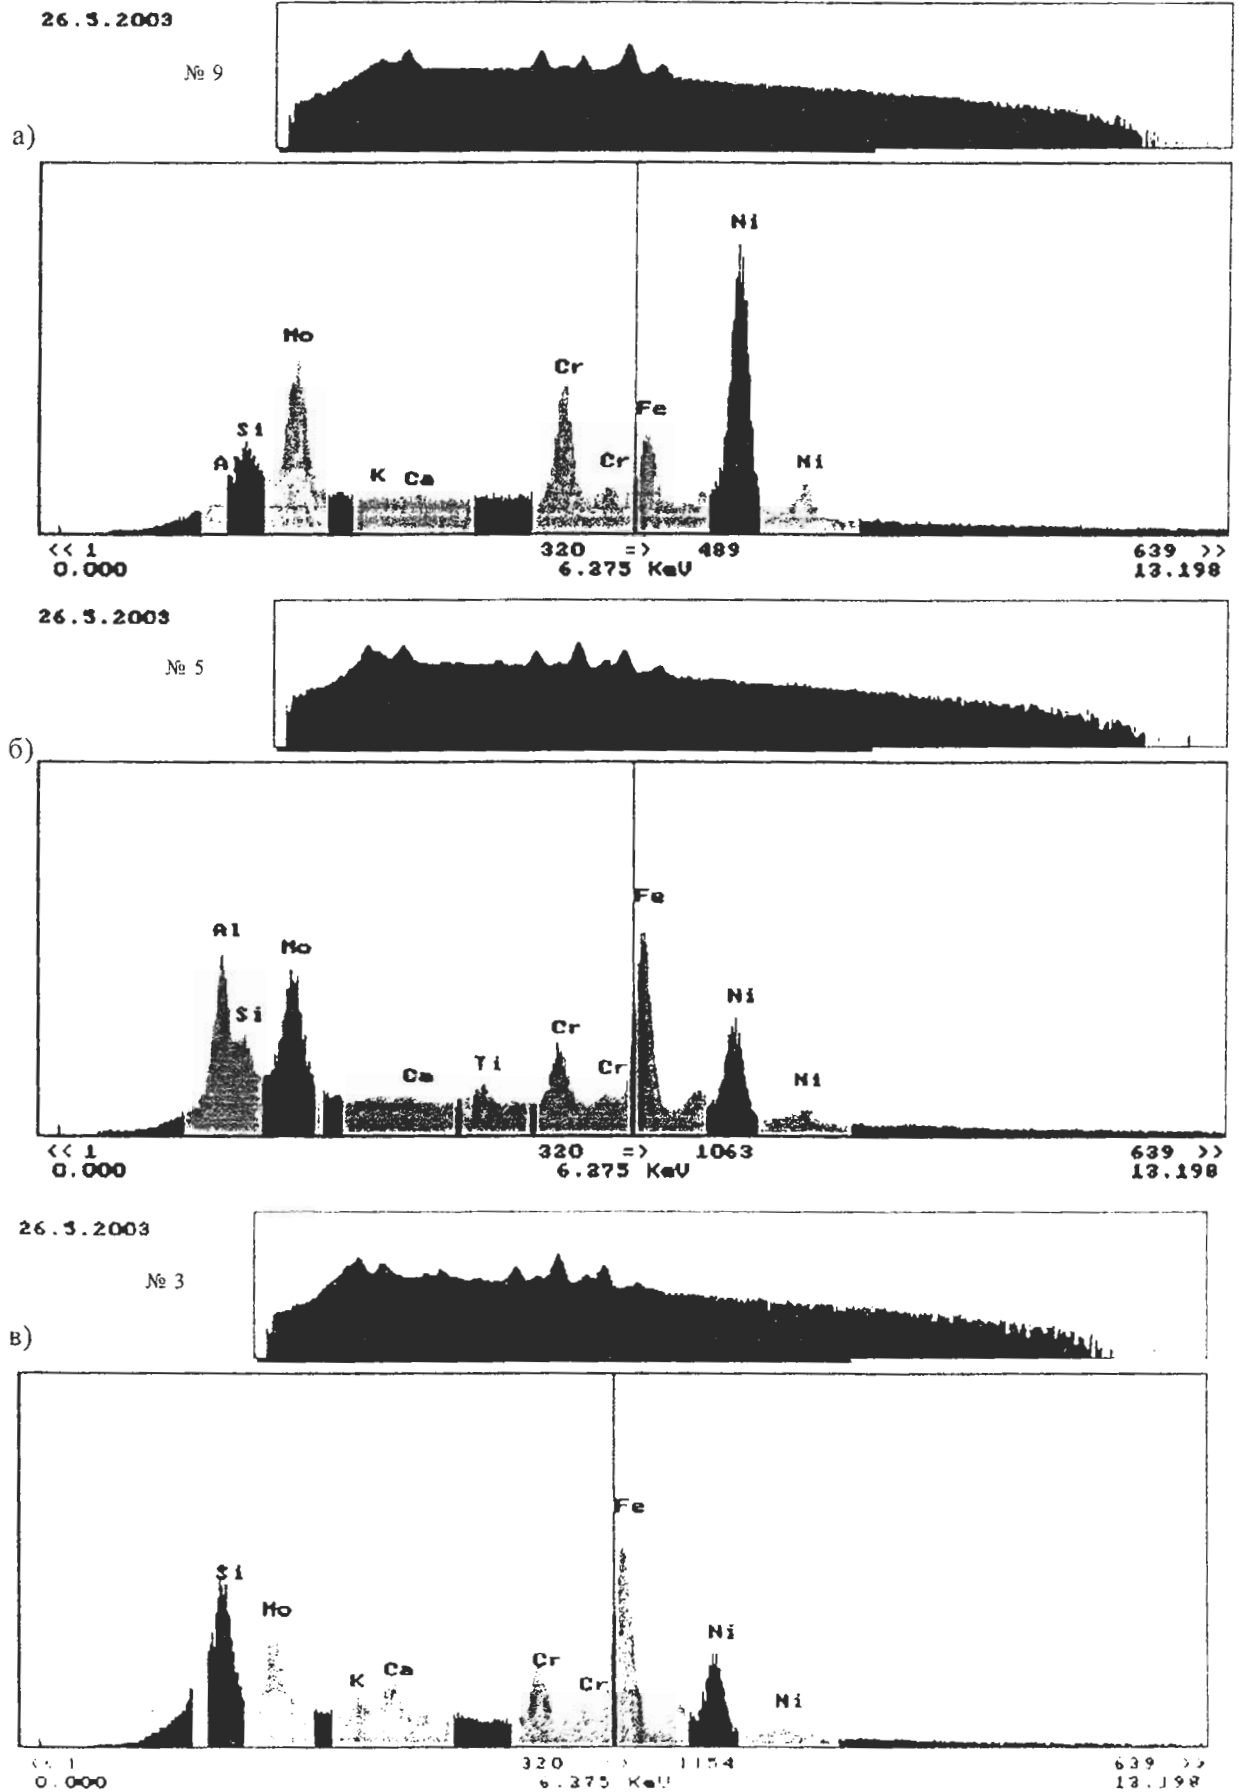 26.5.2003
№ 9
а)
Ni
Mo
Cr
Fe
Si
Al
K Ca
Cr
Ni
<< 1 320 => 489 639 >>
0.000 6.275 KeV 13.198
26.5.2003
№ 5
б)
Fe
Al
Mo
Si
Ni
Cr
Ti
Cr
Ca
Ni
<< 1 320 => 1063 639 >>
0.000 6.275 KeV 13.198
26.5.2003
№ 3
в)
Fe
Si
Mo
Ni
Cr
Ca
K
Cr
Ni
<< 1 320 > 1154 639 >>
0.000 6.275 KeV 13.198